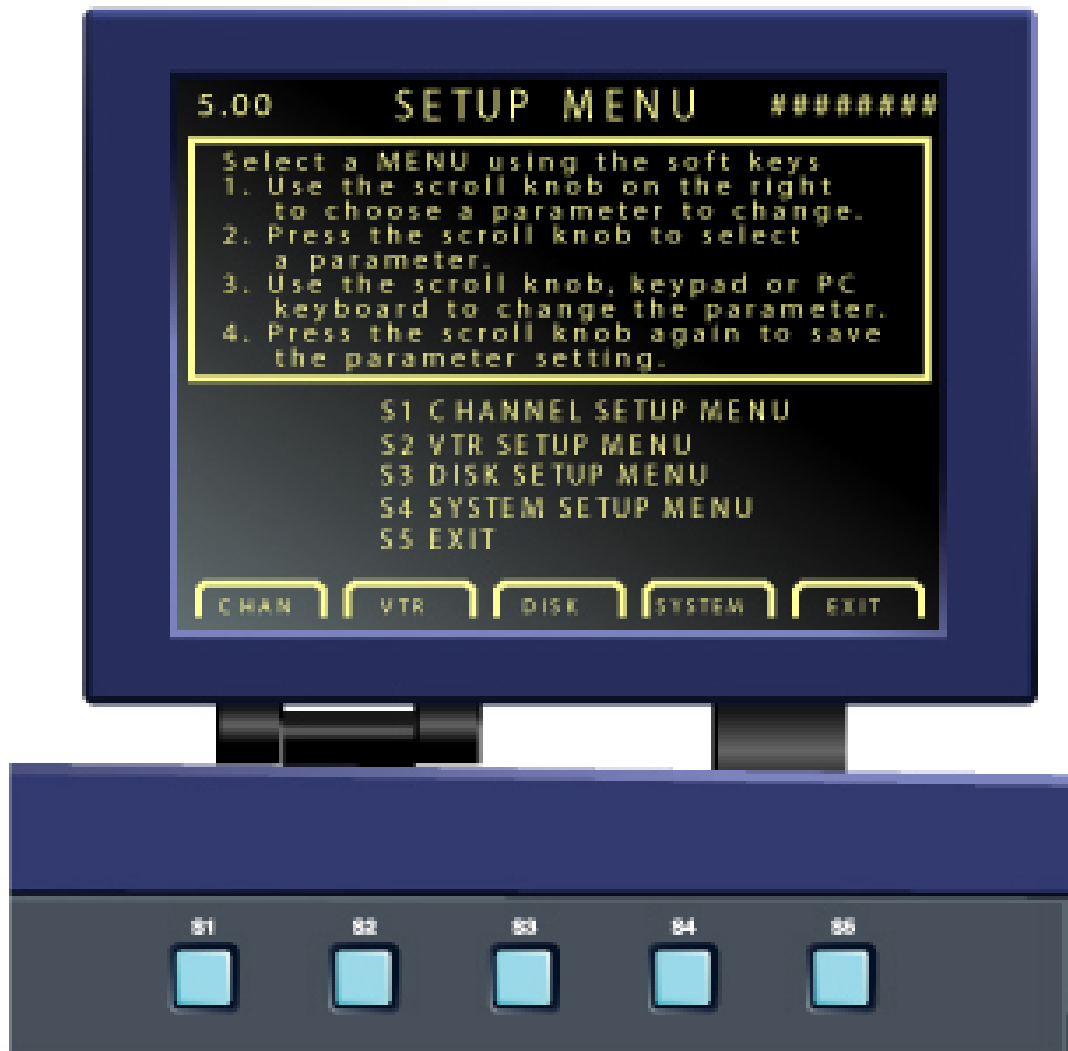 5.00 SETUP MENU ########
Select a MENU using the soft keys
1. Use the scroll knob on the right
to choose a parameter to change.
2. Press the scroll knob to select
a parameter.
3. Use the scroll knob, keypad or PC
keyboard to change the parameter.
4. Press the scroll knob again to save
the parameter setting.
S1 CHANNEL SETUP MENU
S2 VTR SETUP MENU
S3 DISK SETUP MENU
S4 SYSTEM SETUP MENU
S5 EXIT
CHAN VTR DISK SYSTEM EXIT
S1 S2 S3 S4 S5